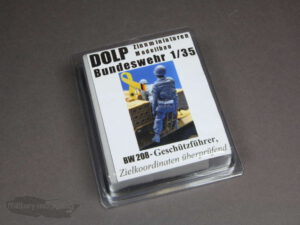 DOLP Zinnminiaturen
Modellbau
Bundeswehr 1/35
BW 208-Geschützführer,
Zielkoordinaten überprüfend